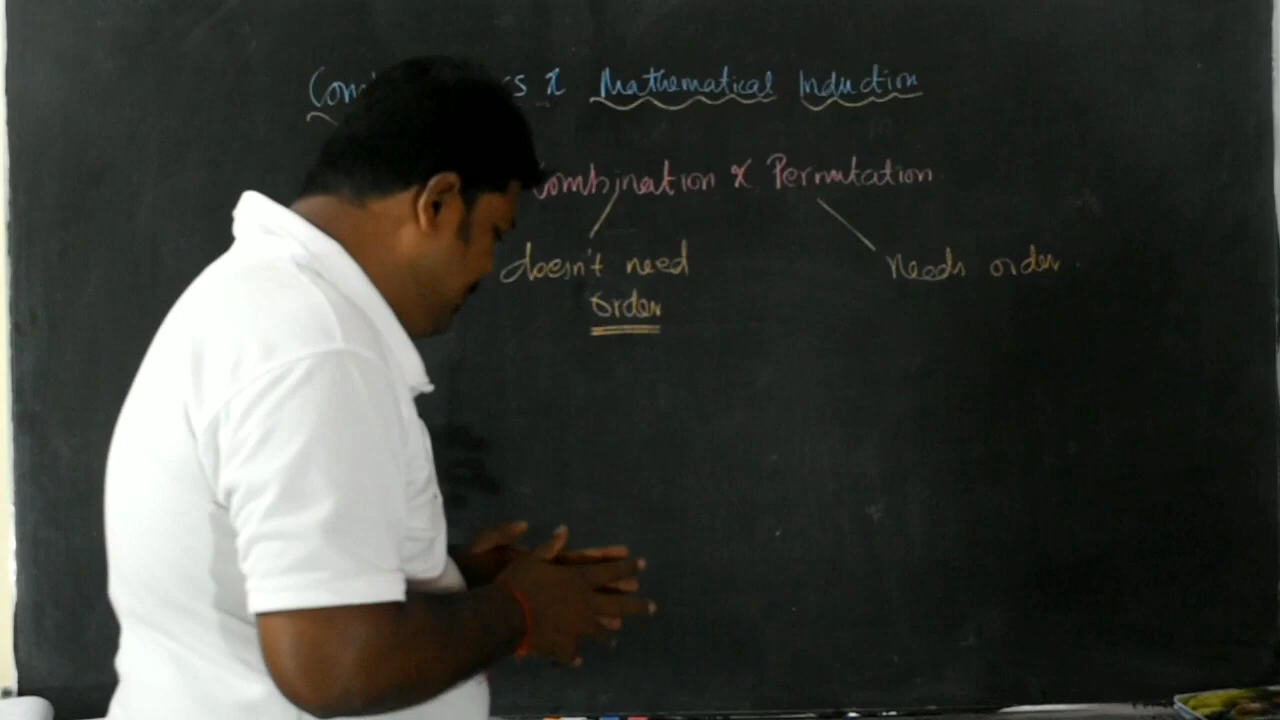 Mathematical Induction
Combination & Permutation
doesn't need
order
Needs order.